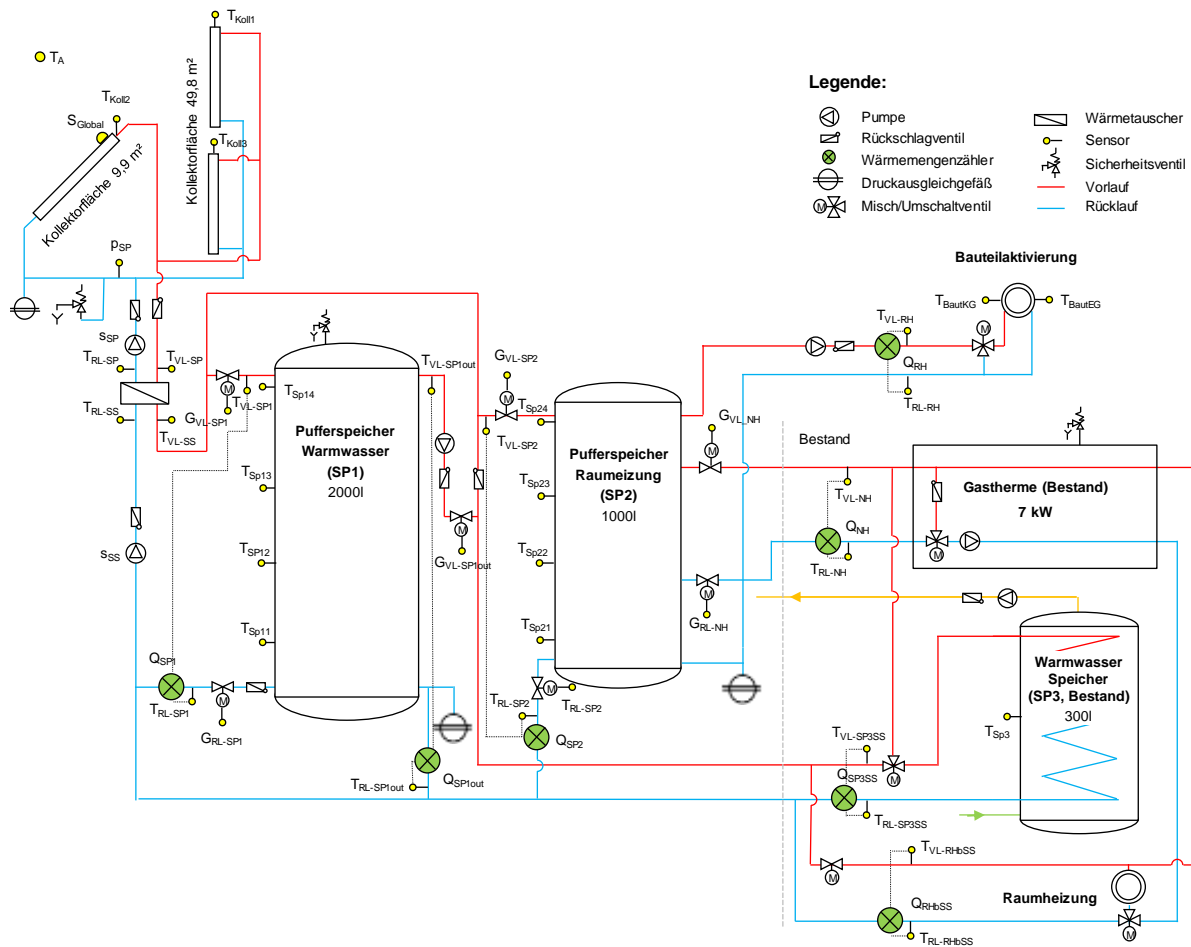 T_Koll1
T_A
T_Koll2
S_Global
Kollektorfläche 49,8 m²
T_Koll3
Kollektorfläche 9,9 m²
p_SP
Legende:
Pumpe
Rückschlagventil
Wärmemengenzähler
Druckausgleichgefäß
Misch/Umschaltventil
Wärmetauscher
Sensor
Sicherheitsventil
Vorlauf
Rücklauf
Bauteilaktivierung
T_BautKG
T_BautEG
T_VL-RH
Q_RH
T_RL-RH
M
s_SP
T_RL-SP
T_VL-SP
T_RL-SS
G_VL-SP1
T_VL-SS
M
T_VL-SP1
T_Sp14
T_VL-SP1out
G_VL-SP2
M
T_VL-SP2
T_Sp24
Pufferspeicher
Warmwasser
(SP1)
2000l
T_Sp13
T_SP12
T_Sp11
s_SS
Q_SP1
T_RL-SP1
M
G_RL-SP1
M
G_VL-SP1out
Q_SP1out
T_RL-SP1out
Pufferspeicher
Raumeizung
(SP2)
1000l
T_Sp23
T_Sp22
T_Sp21
M
T_RL-SP2
T_RL-SP2
Q_SP2
G_VL_NH
M
M
G_RL-NH
Bestand
T_VL-NH
Q_NH
T_RL-NH
Gastherme (Bestand)
7 kW
M
Warmwasser
Speicher
(SP3, Bestand)
300l
T_Sp3
T_VL-SP3SS
M
Q_SP3SS
T_RL-SP3SS
T_VL-RHbSS
M
Q_RHbSS
T_RL-RHbSS
Raumheizung
M